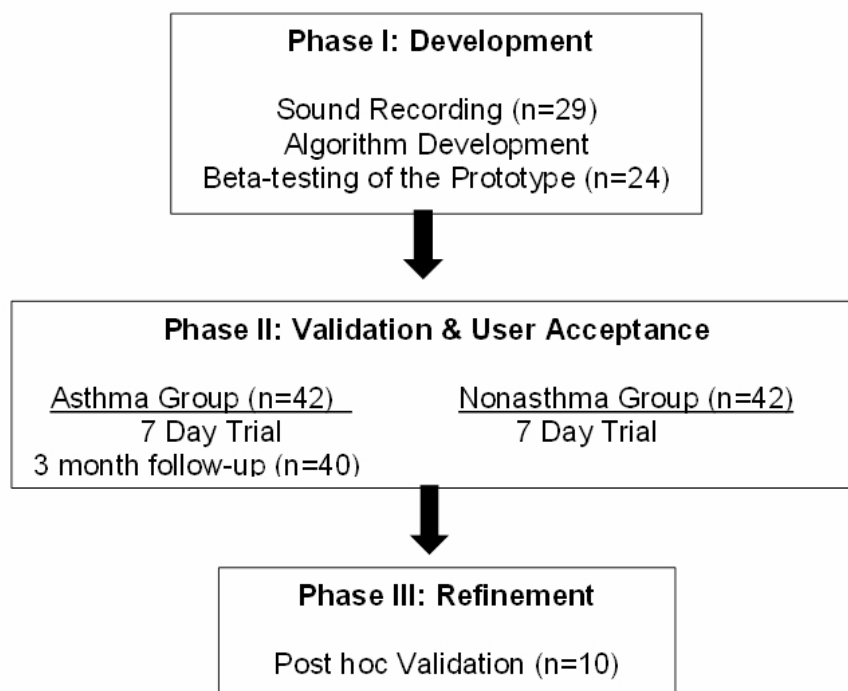 Phase I: Development
Sound Recording (n=29)
Algorithm Development
Beta-testing of the Prototype (n=24)
Phase II: Validation & User Acceptance
Asthma Group (n=42)
7 Day Trial
3 month follow-up (n=40)
Nonasthma Group (n=42)
7 Day Trial
Phase III: Refinement
Post hoc Validation (n=10)